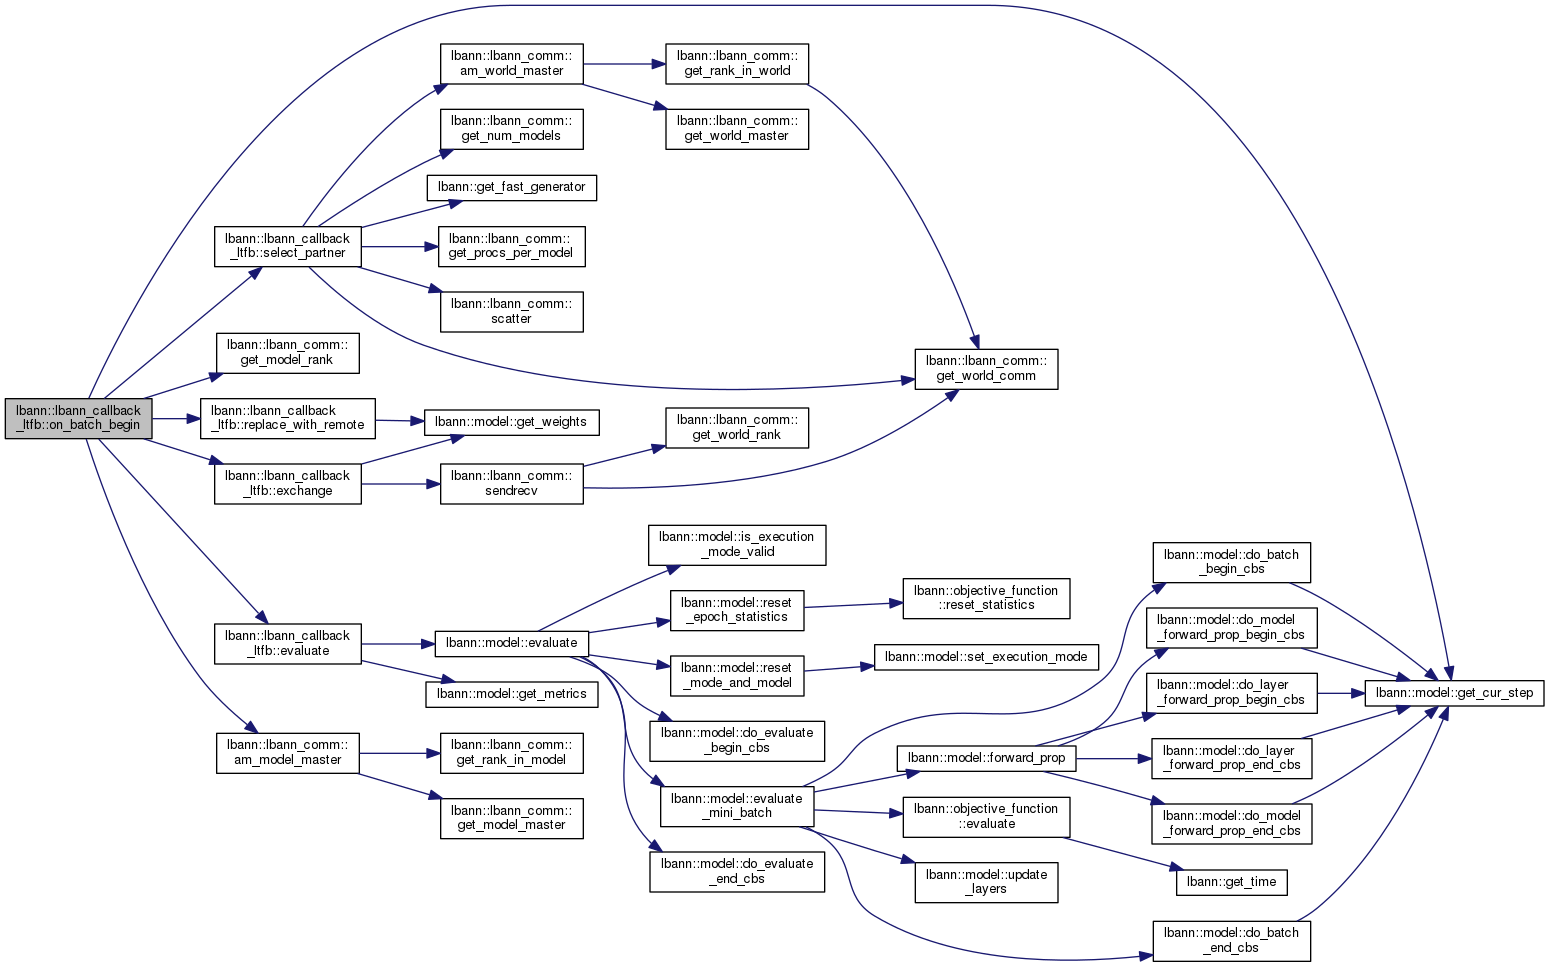 lbann::lbann_callback
_ltfb::on_batch_begin
lbann::lbann_callback
_ltfb::select_partner
lbann::lbann_comm::
get_model_rank
lbann::lbann_callback
_ltfb::replace_with_remote
lbann::lbann_callback
_ltfb::exchange
lbann::lbann_callback
_ltfb::evaluate
lbann::lbann_comm::
am_model_master
lbann::lbann_comm::
am_world_master
lbann::lbann_comm::
get_num_models
lbann::get_fast_generator
lbann::lbann_comm::
get_procs_per_model
lbann::lbann_comm::
scatter
lbann::model::get_weights
lbann::lbann_comm::
sendrecv
lbann::model::evaluate
lbann::model::get_metrics
lbann::lbann_comm::
get_rank_in_model
lbann::lbann_comm::
get_model_master
lbann::lbann_comm::
get_rank_in_world
lbann::lbann_comm::
get_world_master
lbann::lbann_comm::
get_world_rank
lbann::model::is_execution
_mode_valid
lbann::model::reset
_epoch_statistics
lbann::model::reset
_mode_and_model
lbann::model::do_evaluate
_begin_cbs
lbann::model::evaluate
_mini_batch
lbann::model::do_evaluate
_end_cbs
lbann::lbann_comm::
get_world_comm
lbann::objective_function
::reset_statistics
lbann::model::set_execution_mode
lbann::model::forward_prop
lbann::objective_function
::evaluate
lbann::model::update
_layers
lbann::model::do_batch
_begin_cbs
lbann::model::do_model
_forward_prop_begin_cbs
lbann::model::do_layer
_forward_prop_begin_cbs
lbann::model::do_layer
_forward_prop_end_cbs
lbann::model::do_model
_forward_prop_end_cbs
lbann::get_time
lbann::model::do_batch
_end_cbs
lbann::model::get_cur_step